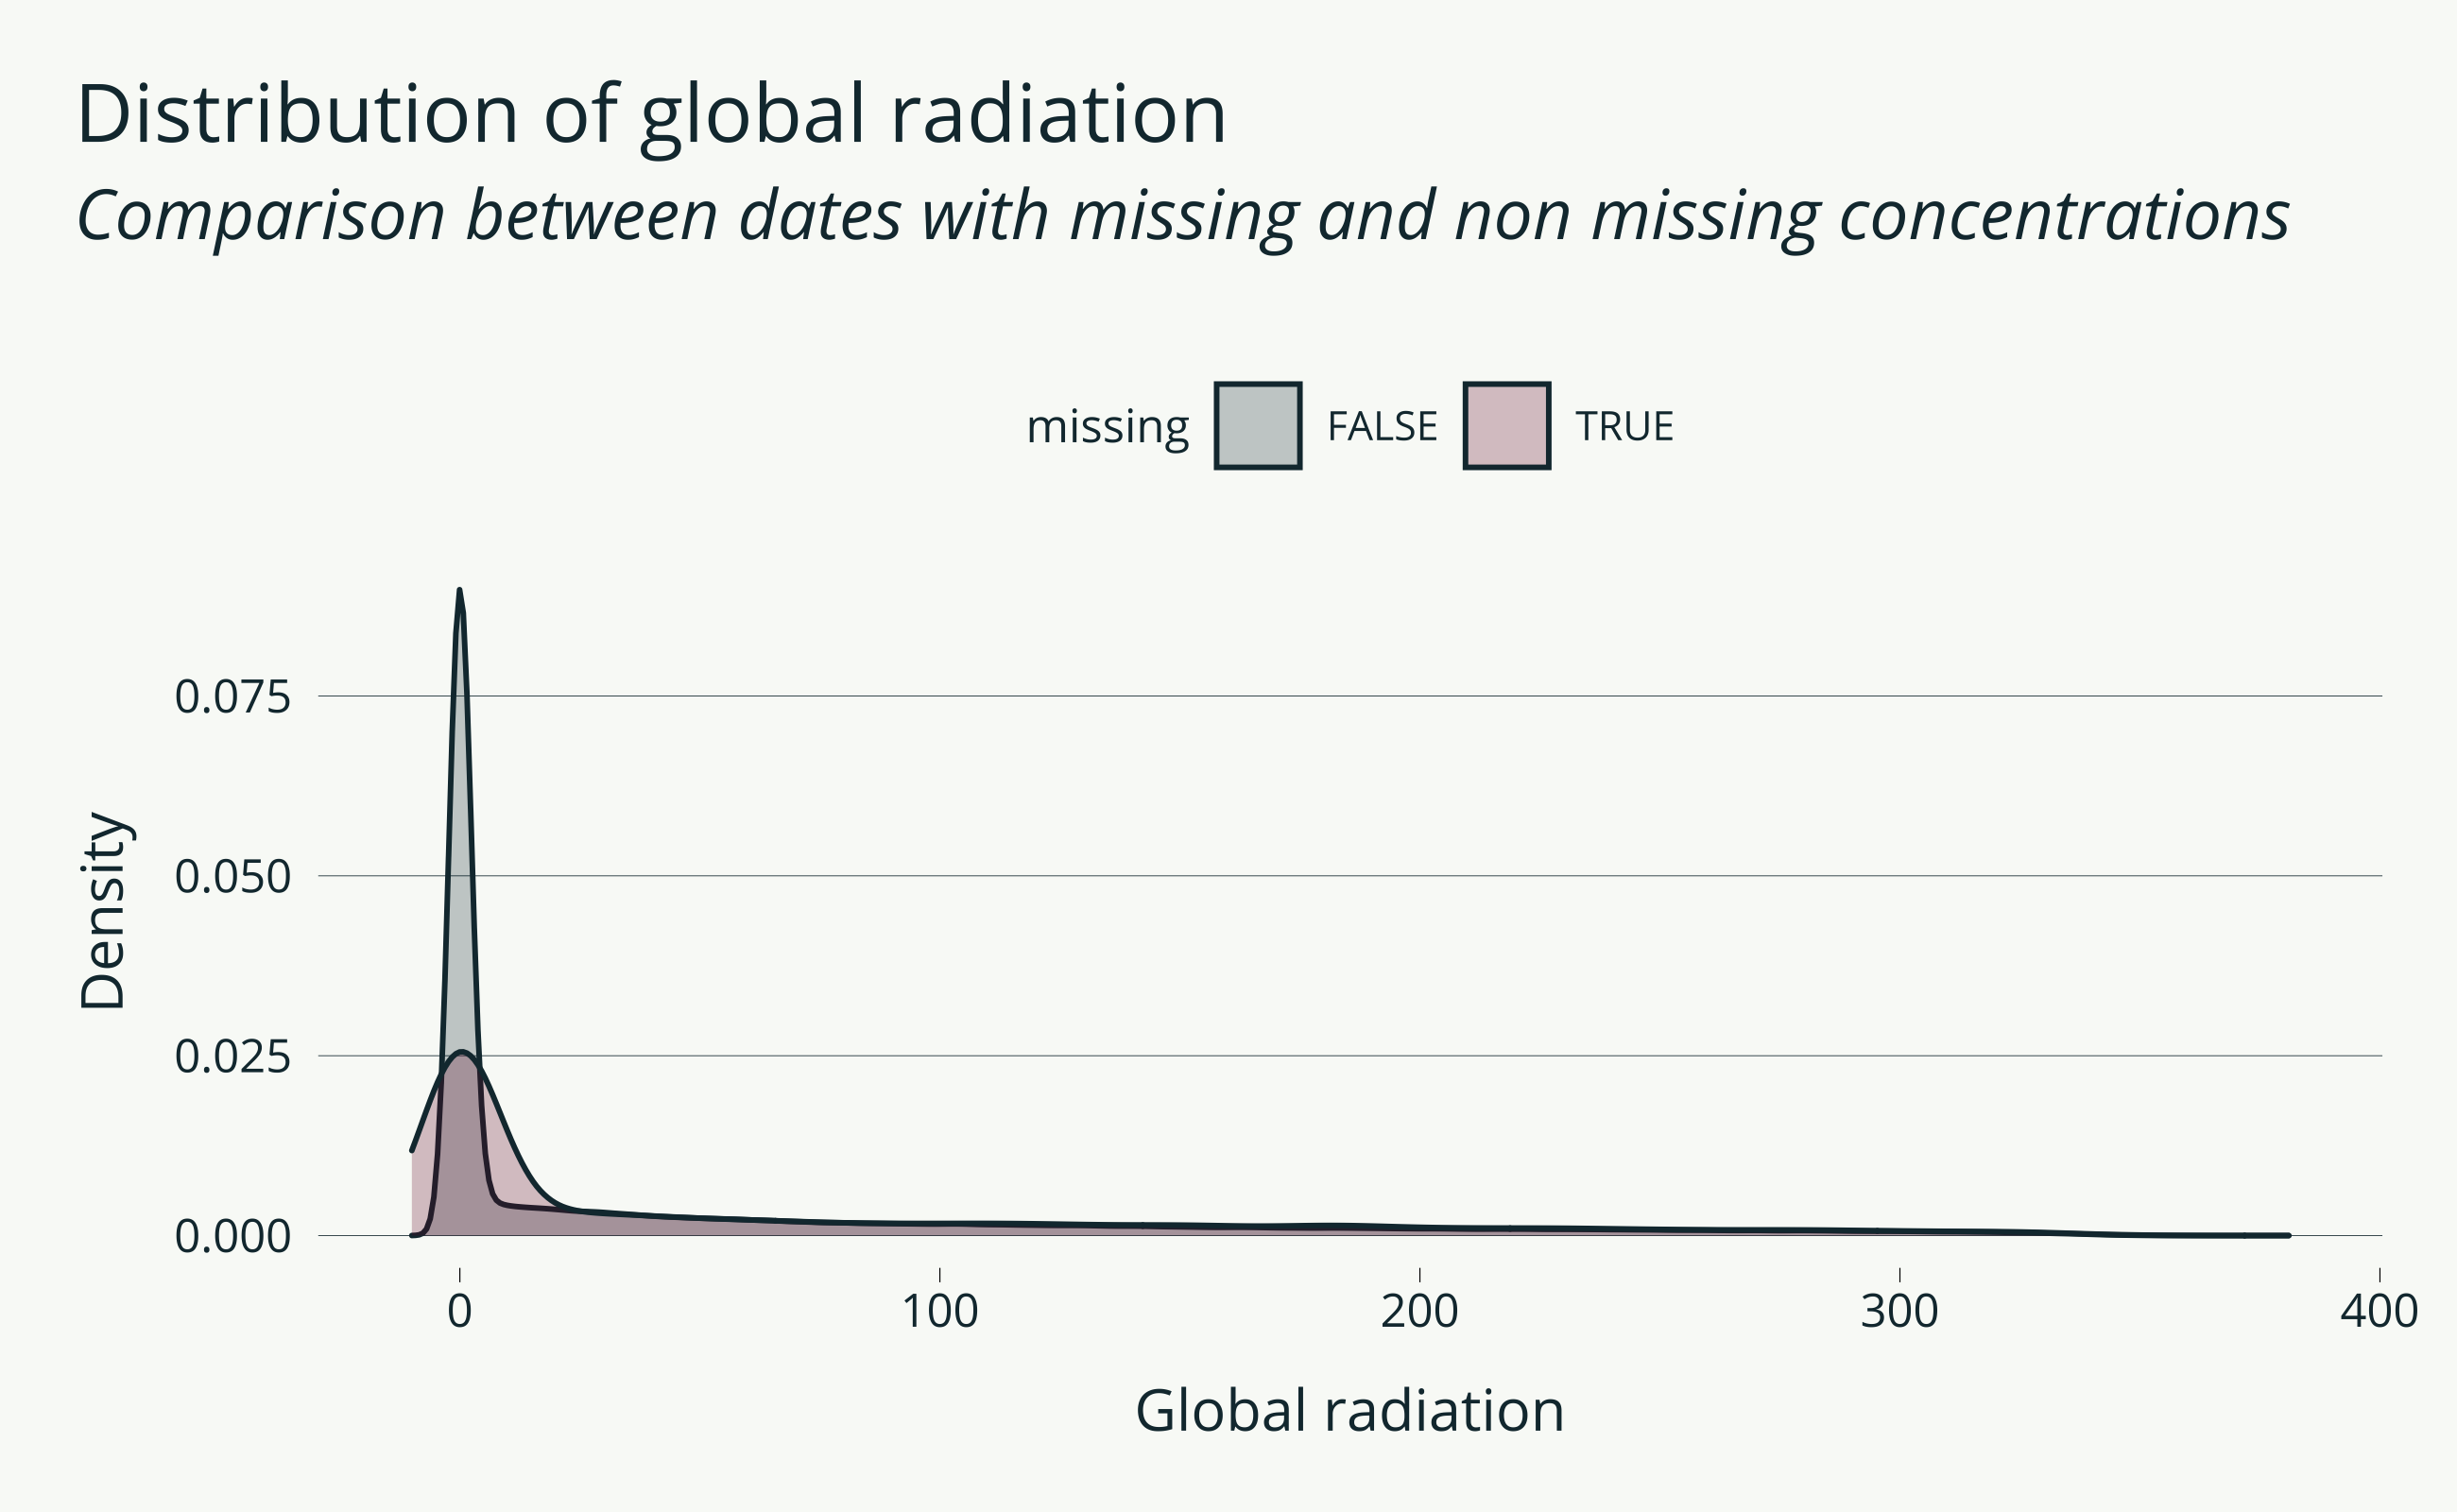 Distribution of global radiation
Comparison between dates with missing and non missing concentrations
missing FALSE TRUE
0.075
0.050
0.025
0.000
Density
0 100 200 300 400
Global radiation